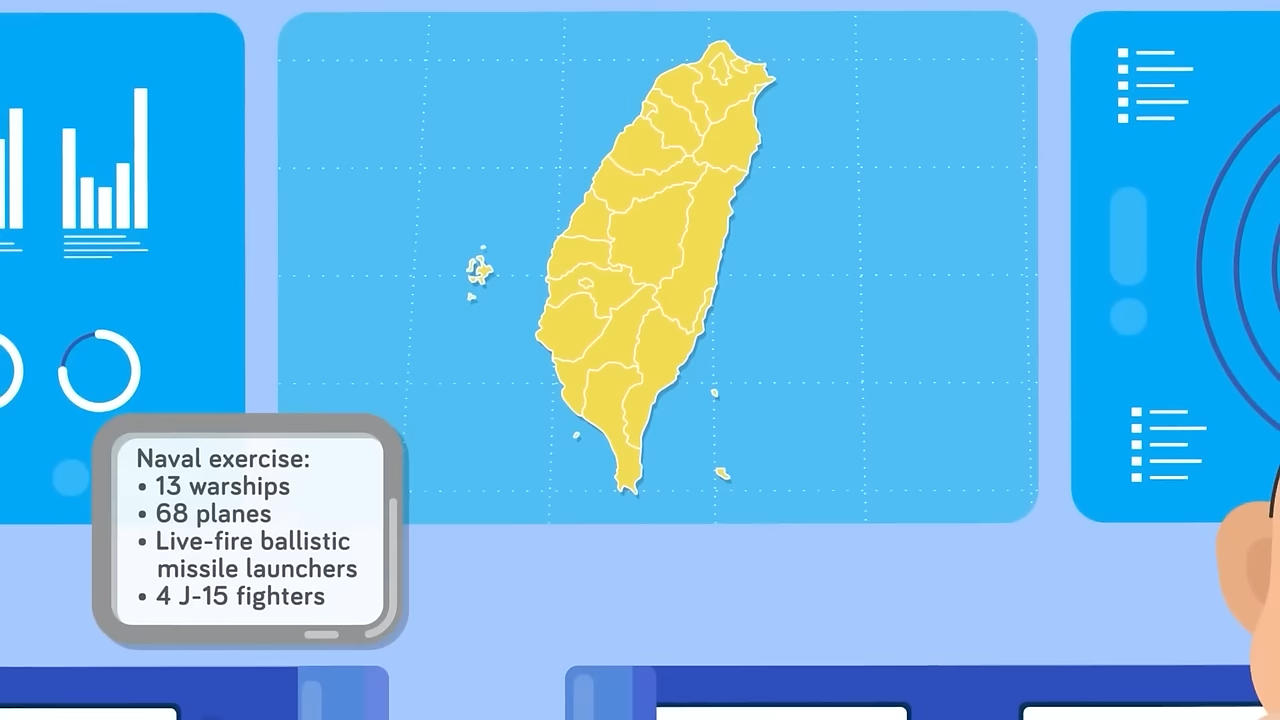 Naval exercise:
• 13 warships
• 68 planes
• Live-fire ballistic
missile launchers
• 4 J-15 fighters